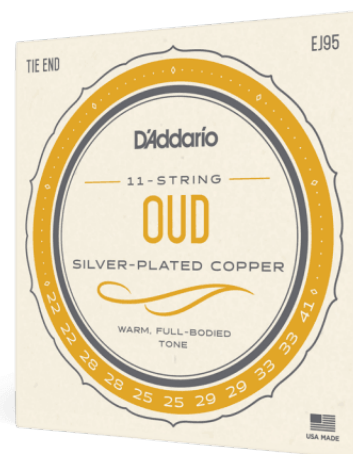 TIE END
EJ95
D'Addario
11-STRING
OUD
SILVER-PLATED COPPER
WARM, FULL-BODIED
TONE
22 22 28 28 25 25 29 29 33 33 41
USA MADE